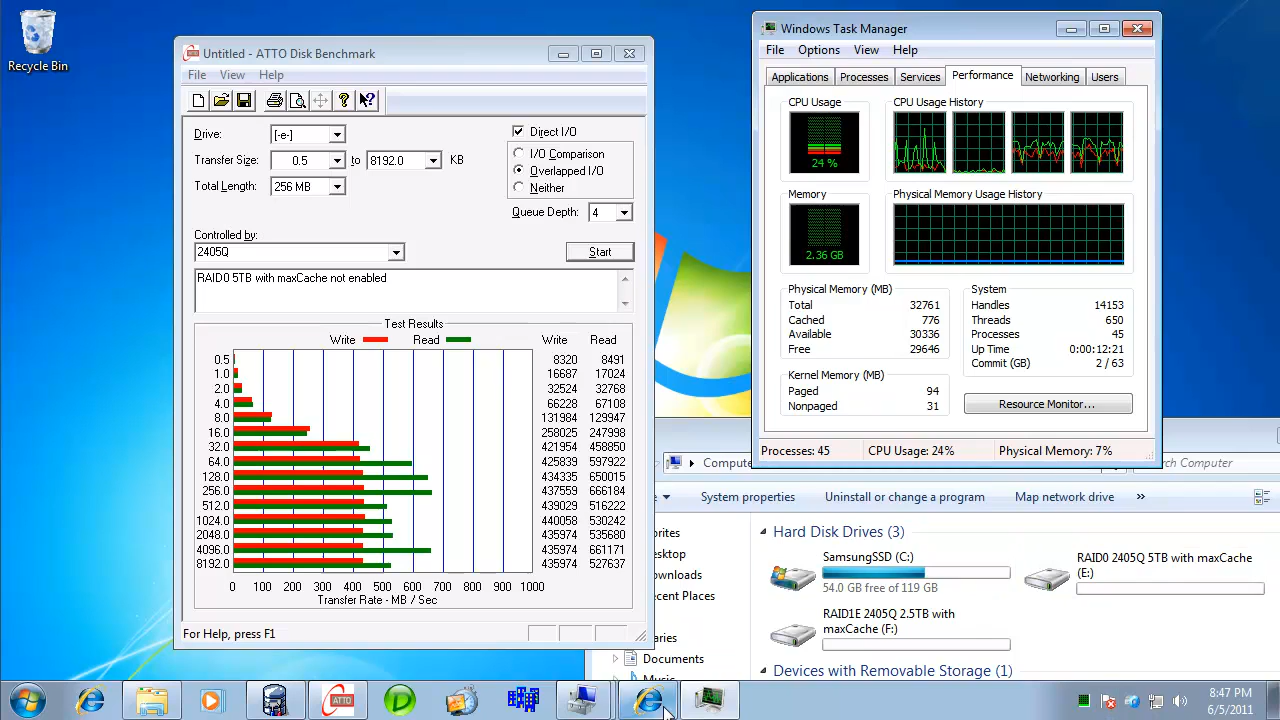 Recycle Bin
Untitled - ATTO Disk Benchmark
File View Help
Drive: [-e-]
Transfer Size: 0.5 to 8192.0 KB
Total Length: 256 MB
Direct I/O
I/O Comparison
Overlapped I/O
Neither
Queue Depth: 4
Controlled by:
2405Q
Start
RAID0 5TB with maxCache not enabled
Test Results
Write Read Write Read
0.5 8320 8491
1.0 16687 17024
2.0 32524 32768
4.0 66228 67108
8.0 131984 129947
16.0 258025 247998
32.0 421954 456850
64.0 425839 597922
128.0 434335 650015
256.0 437559 666184
512.0 439029 516222
1024.0 440058 530242
2048.0 435974 535680
4096.0 435974 661171
8192.0 435974 527637
0 100 200 300 400 500 600 700 800 900 1000
Transfer Rate - MB / Sec
For Help, press F1
Windows Task Manager
File Options View Help
Applications Processes Services Performance Networking Users
CPU Usage CPU Usage History
24 %
Memory Physical Memory Usage History
2.36 GB
Physical Memory (MB)
Total 32761
Cached 776
Available 30336
Free 29646
Kernel Memory (MB)
Paged 94
Nonpaged 31
System
Handles 14153
Threads 650
Processes 45
Up Time 0:00:12:21
Commit (GB) 2 / 63
Resource Monitor...
Processes: 45 CPU Usage: 24% Physical Memory: 7%
System properties Uninstall or change a program Map network drive »
Hard Disk Drives (3)
SamsungSSD (C:)
54.0 GB free of 119 GB
RAID0 2405Q 5TB with maxCache
(E:)
RAID1E 2405Q 2.5TB with
maxCache (F:)
Devices with Removable Storage (1)
Documents
8:47 PM
6/5/2011